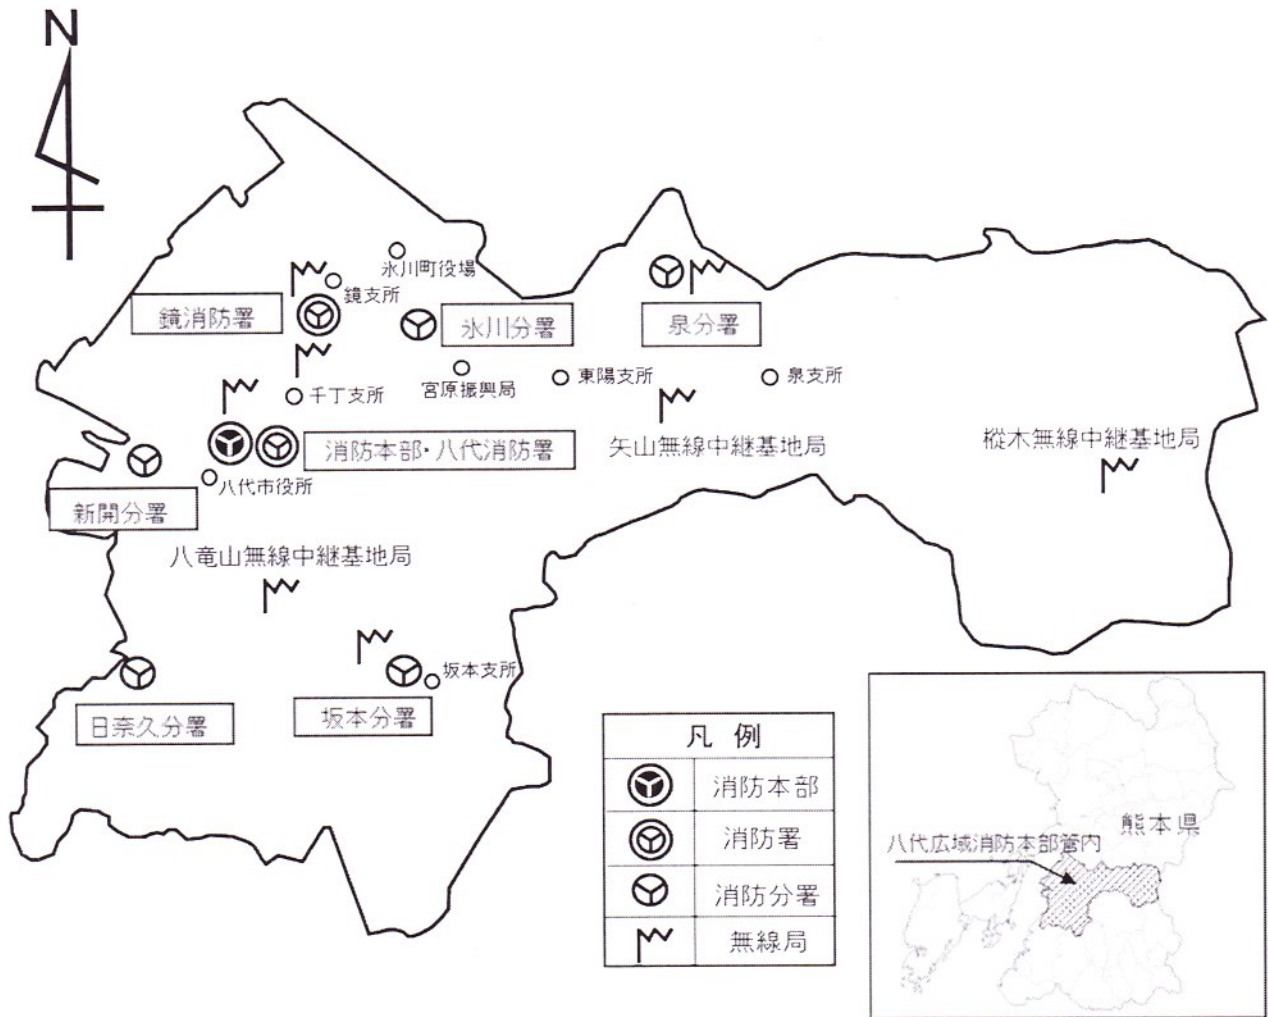 N
氷川町役場
鏡支所
鏡消防署
氷川分署
泉分署
千丁支所
宮原振興局
東陽支所
泉支所
消防本部・八代消防署
矢山無線中継基地局
樅木無線中継基地局
八代市役所
新開分署
八竜山無線中継基地局
坂本支所
日奈久分署
坂本分署
凡 例
消防本部
消防署
消防分署
無線局
熊本県
八代広域消防本部管内